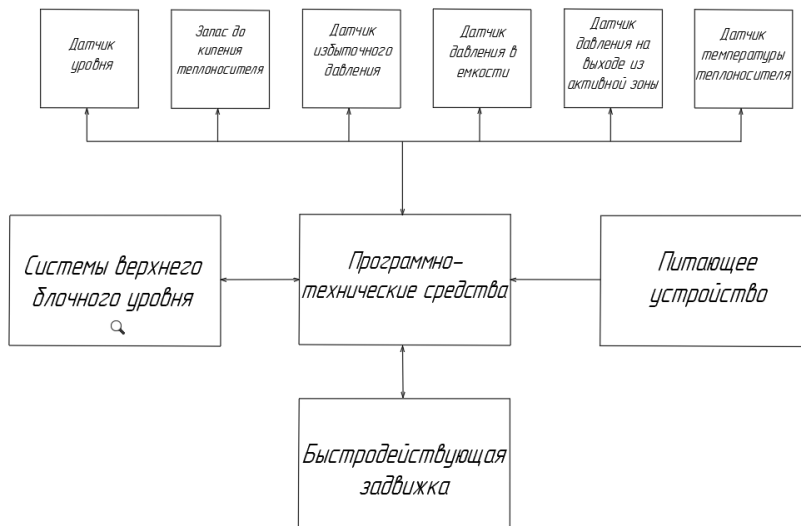 Датчик
уровня
Запас до
кипения
теплоносителя
Датчик
избыточного
давления
Датчик
давления в
емкости
Датчик
давления на
выходе из
активной зоны
Датчик
температуры
теплоносителя
Системы верхнего
блочного уровня
Программно-
технические средства
Питающее
устройство
Быстродействующая
задвижка